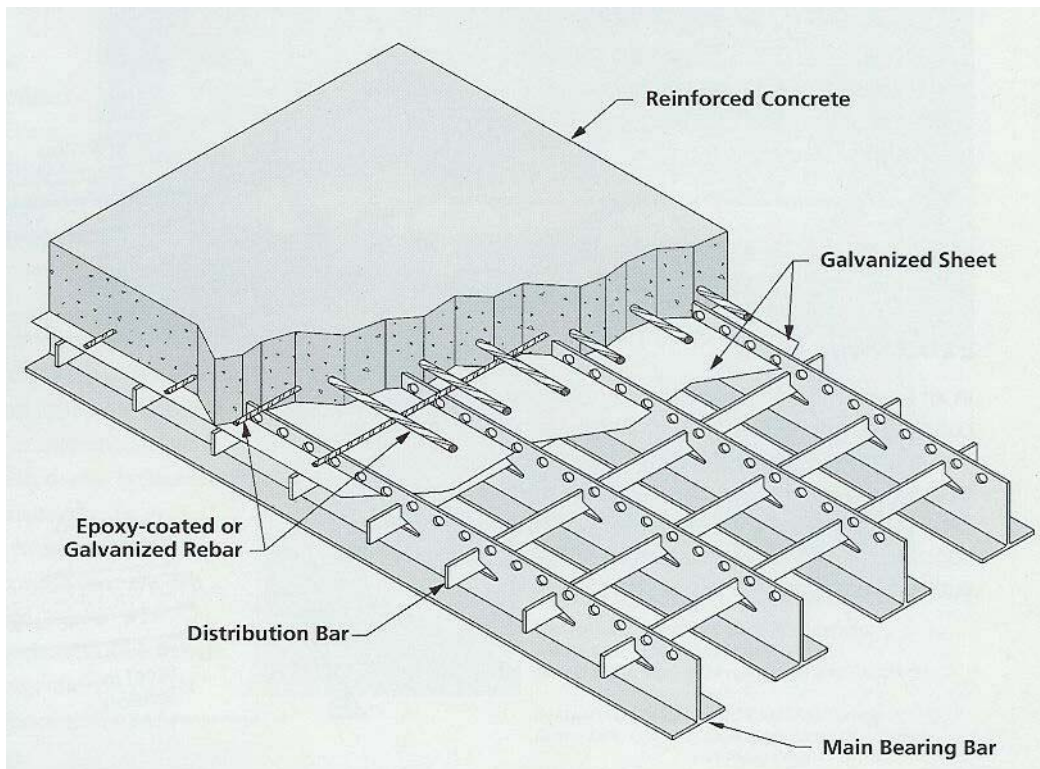 Reinforced Concrete
Galvanized Sheet
Epoxy-coated or
Galvanized Rebar
Distribution Bar
Main Bearing Bar